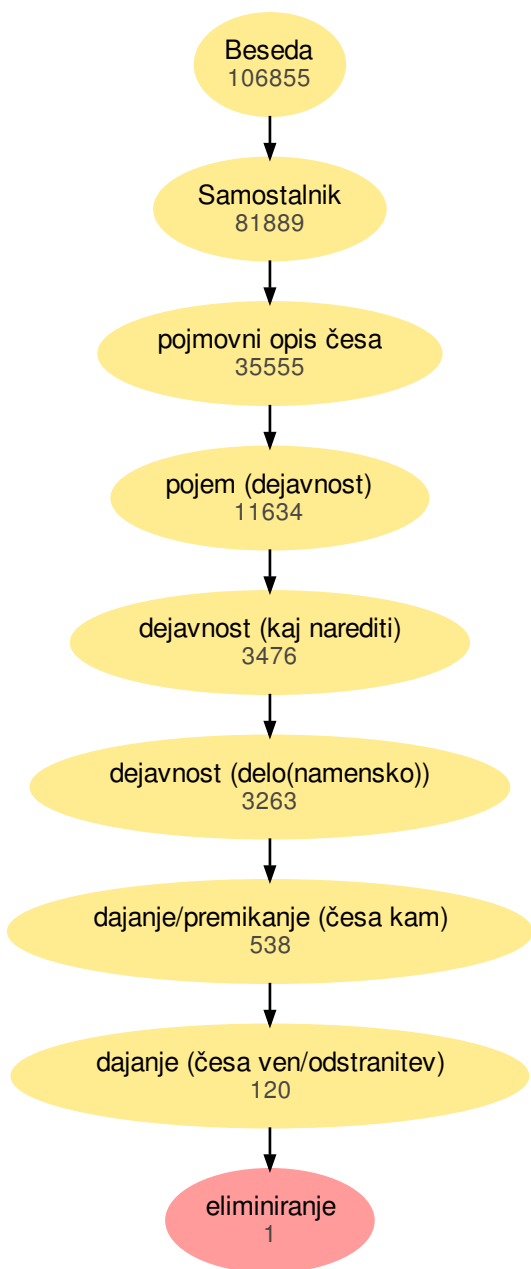 Beseda
106855
Samostalnik
81889
pojmovni opis česa
35555
pojem (dejavnost)
11634
dejavnost (kaj narediti)
3476
dejavnost (delo(namensko))
3263
dajanje/premikanje (česa kam)
538
dajanje (česa ven/odstranitev)
120
eliminiranje
1